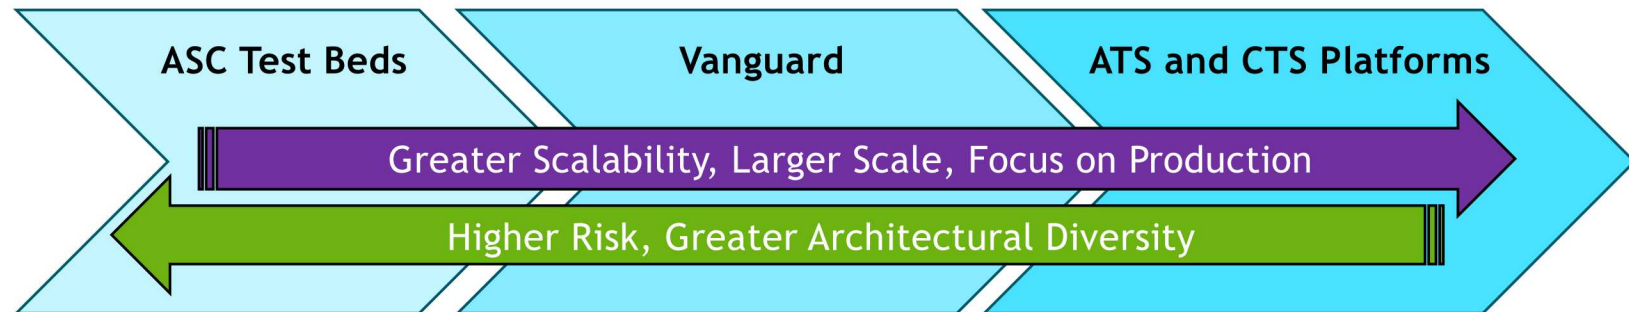 ASC Test Beds
Vanguard
ATS and CTS Platforms
Greater Scalability, Larger Scale, Focus on Production
Higher Risk, Greater Architectural Diversity